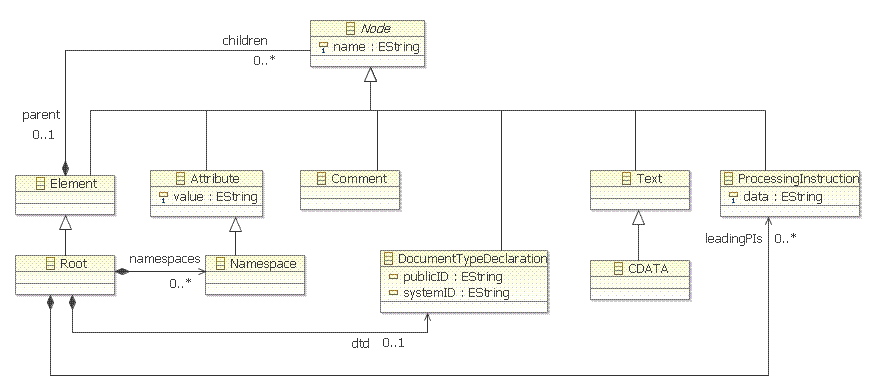 Node
children
name : EString
0..*
parent
0..1
Element
Attribute
value : EString
Comment
Text
ProcessingInstruction
data : EString
leadingPIs
0..*
Root
namespaces
0..*
Namespace
DocumentTypeDeclaration
publicID : EString
systemID : EString
CDATA
dtd
0..1